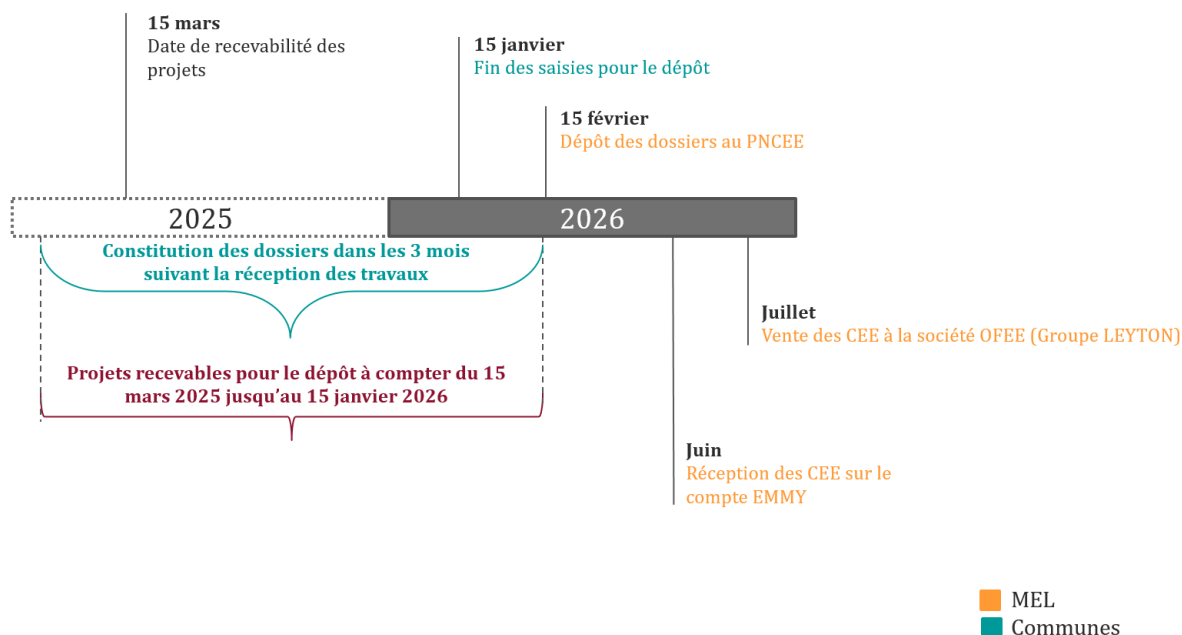 15 mars
Date de recevabilité des
projets
15 janvier
Fin des saisies pour le dépôt
15 février
Dépôt des dossiers au PNCEE
2025
2026
Constitution des dossiers dans les 3 mois
suivant la réception des travaux
Juillet
Vente des CEE à la société OFEE (Groupe LEYTON)
Projets recevables pour le dépôt à compter du 15
mars 2025 jusqu'au 15 janvier 2026
Juin
Réception des CEE sur le
compte EMMY
MEL
Communes